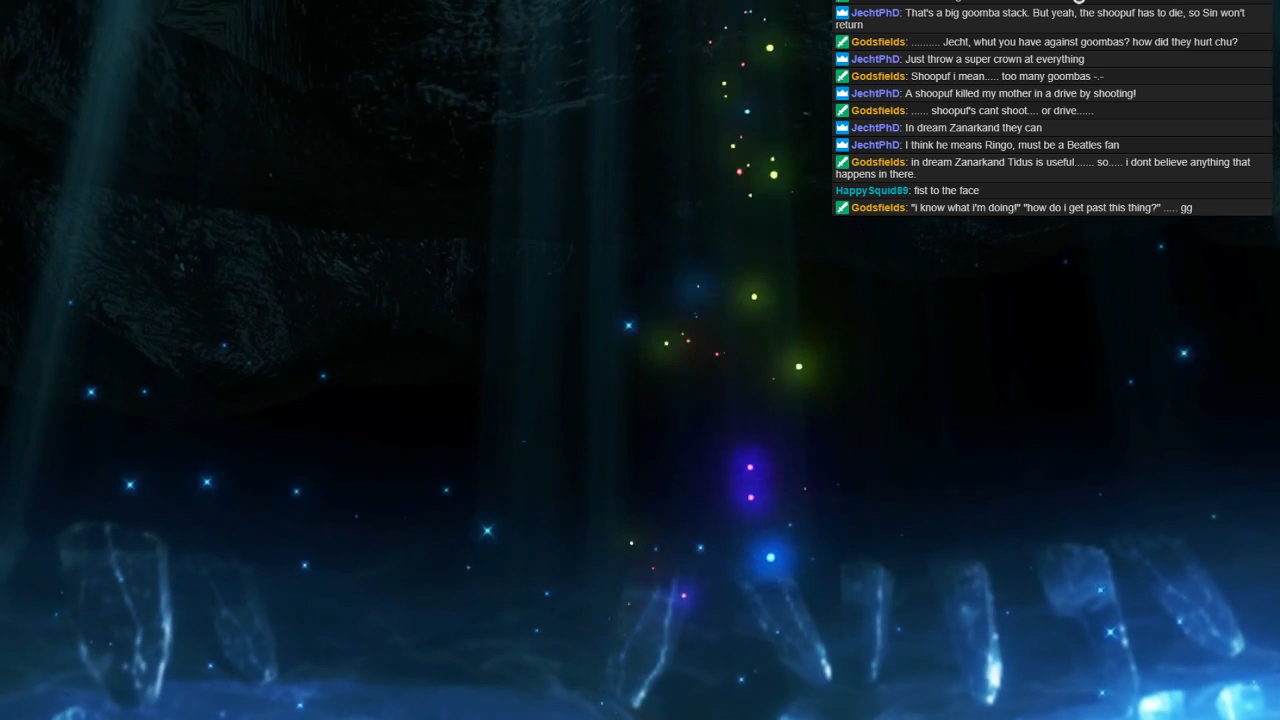 JechtPhD: That's a big goomba stack. But yeah, the shoopuf has to die, so Sin won't
return
Godsfields: .......... Jecht, whut you have against goombas? how did they hurt chu?
JechtPhD: Just throw a super crown at everything
Godsfields: Shoopuf i mean..... too many goombas -.-
JechtPhD: A shoopuf killed my mother in a drive by shooting!
Godsfields: ...... shoopuf's cant shoot.... or drive......
JechtPhD: In dream Zanarkand they can
JechtPhD: I think he means Ringo, must be a Beatles fan
Godsfields: in dream Zanarkand Tidus is useful....... so..... i dont believe anything that
happens in there.
HappySquid89: fist to the face
Godsfields: "i know what i'm doing!" "how do i get past this thing?" ..... gg